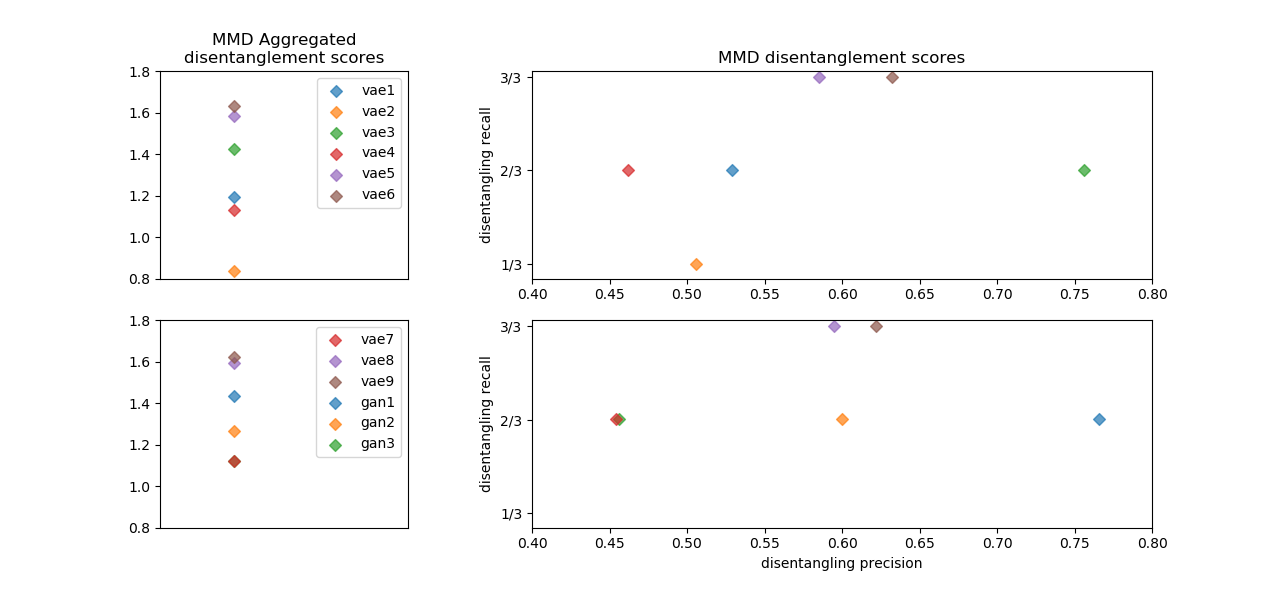 MMD Aggregated
disentanglement scores
1.8
1.6
1.4
1.2
1.0
0.8
vae1
vae2
vae3
vae4
vae5
vae6
MMD disentanglement scores
disentangling recall
3/3
2/3
1/3
0.40 0.45 0.50 0.55 0.60 0.65 0.70 0.75 0.80
1.8
1.6
1.4
1.2
1.0
0.8
vae7
vae8
vae9
gan1
gan2
gan3
disentangling recall
3/3
2/3
1/3
0.40 0.45 0.50 0.55 0.60 0.65 0.70 0.75 0.80
disentangling precision